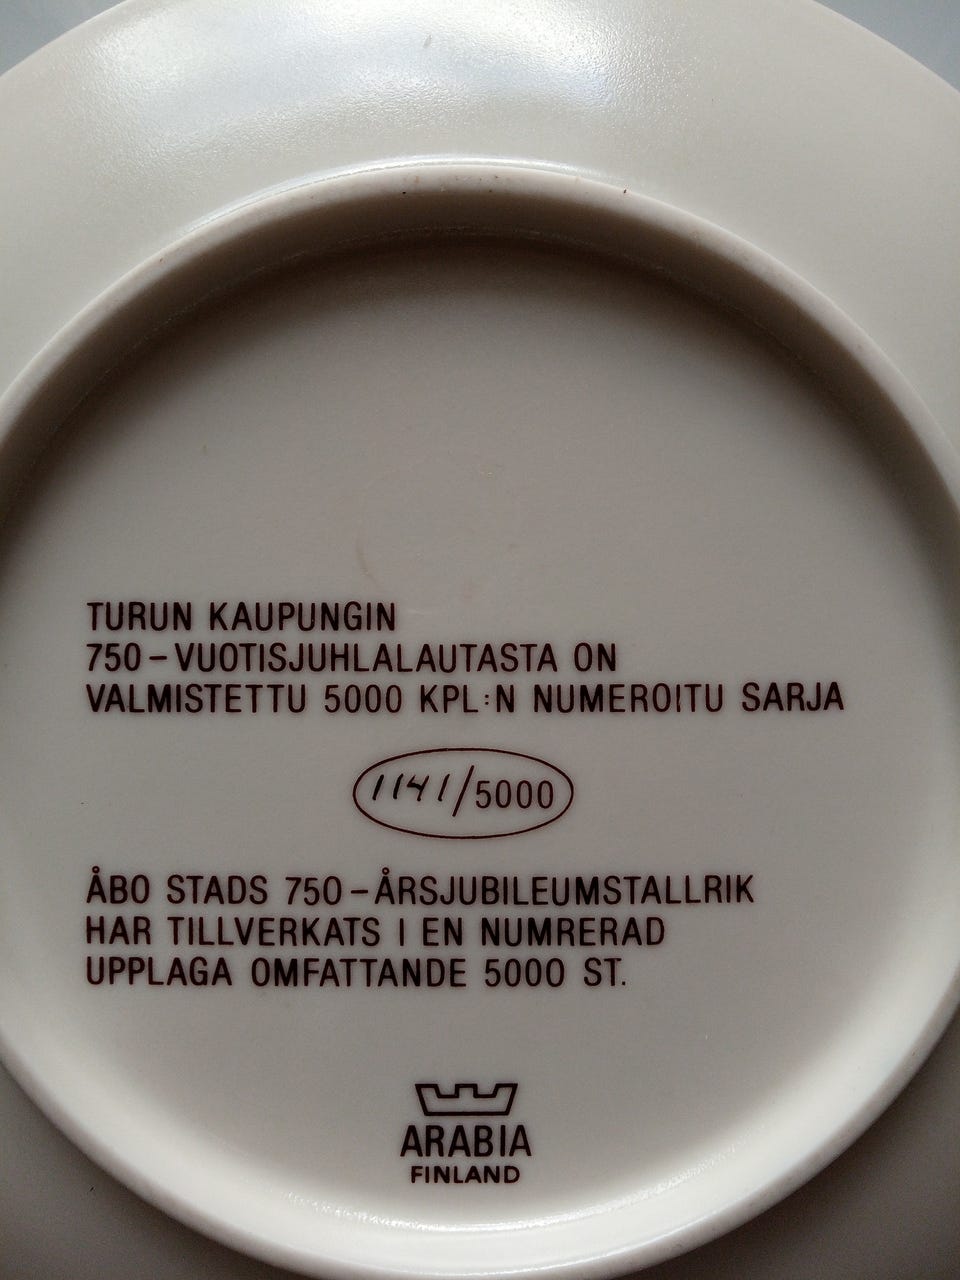 TURUN KAUPUNGIN
750-VUOTISJUHLALAUTASTA ON
VALMISTETTU 5000 KPL:N NUMEROITU SARJA
1141/5000
ÅBO STADS 750-ÅRSJUBILEUMSTALLRIK
HAR TILLVERKATS I EN NUMRERAD
UPPLAGA OMFATTANDE 5000 ST.
ARABIA
FINLAND